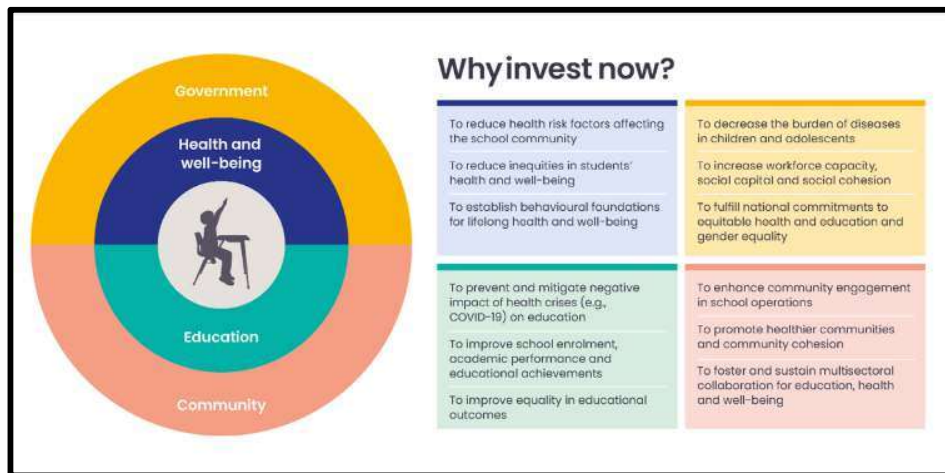 Government
Health and
well-being
Education
Community
Why invest now?
To reduce health risk factors affecting
the school community
To reduce inequities in students'
health and well-being
To establish behavioural foundations
for lifelong health and well-being
To decrease the burden of diseases
in children and adolescents
To increase workforce capacity,
social capital and social cohesion
To fulfill national commitments to
equitable health and education and
gender equality
To prevent and mitigate negative
impact of health crises (e.g.,
COVID-19) on education
To improve school enrolment,
academic performance and
educational achievements
To improve equality in educational
outcomes
To enhance community engagement
in school operations
To promote healthier communities
and community cohesion
To foster and sustain multisectoral
collaboration for education, health
and well-being